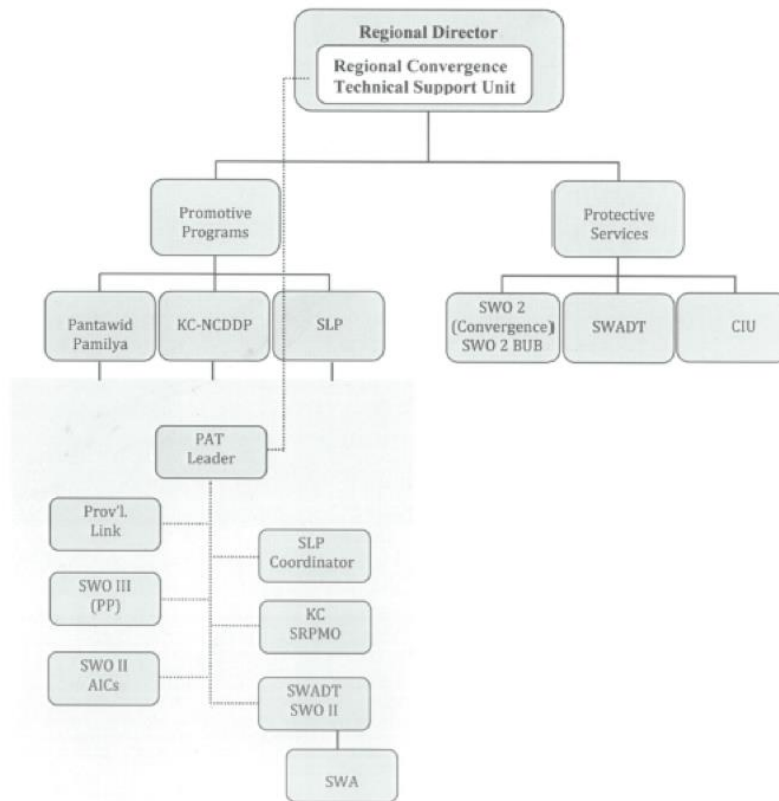 Regional Director
Regional Convergence
Technical Support Unit
Promotive
Programs
Protective
Services
Pantawid
Pamilya
KC-NCDDP
SLP
SWO 2
(Convergence)
SWO 2 BUB
SWADT
CIU
PAT
Leader
Prov'l.
Link
SLP
Coordinator
SWO III
(PP)
KC
SRPMO
SWO II
AICs
SWADT
SWO II
SWA